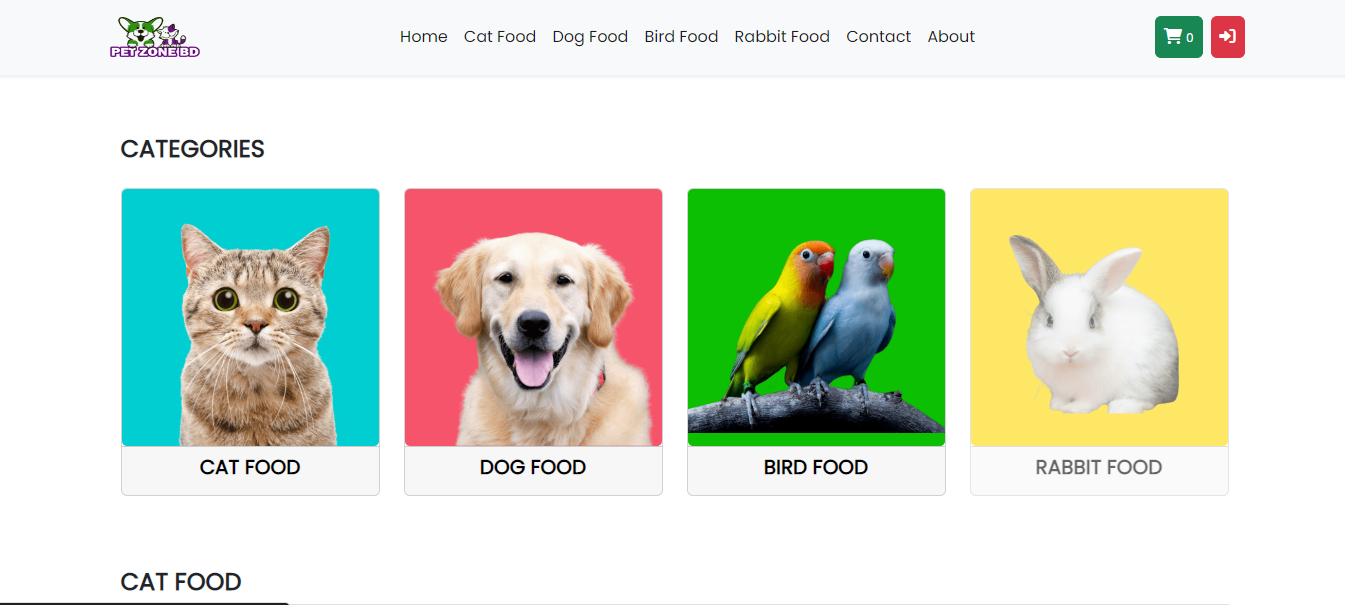 PET ZONE BD
Home Cat Food Dog Food Bird Food Rabbit Food Contact About
0
CATEGORIES
CAT FOOD DOG FOOD BIRD FOOD RABBIT FOOD
CAT FOOD